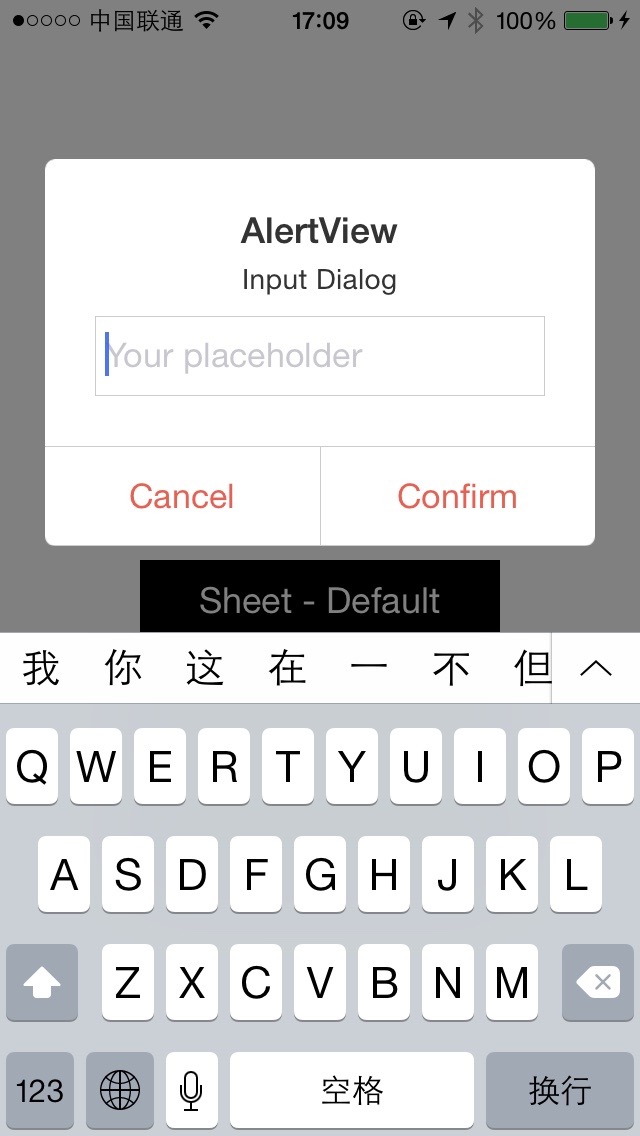 中国联通 17:09 100%
AlertView
Input Dialog
Your placeholder
Cancel Confirm
Sheet - Default
我 你 这 在 一 不 但
Q W E R T Y U I O P
A S D F G H J K L
Z X C V B N M
123 空格 换行